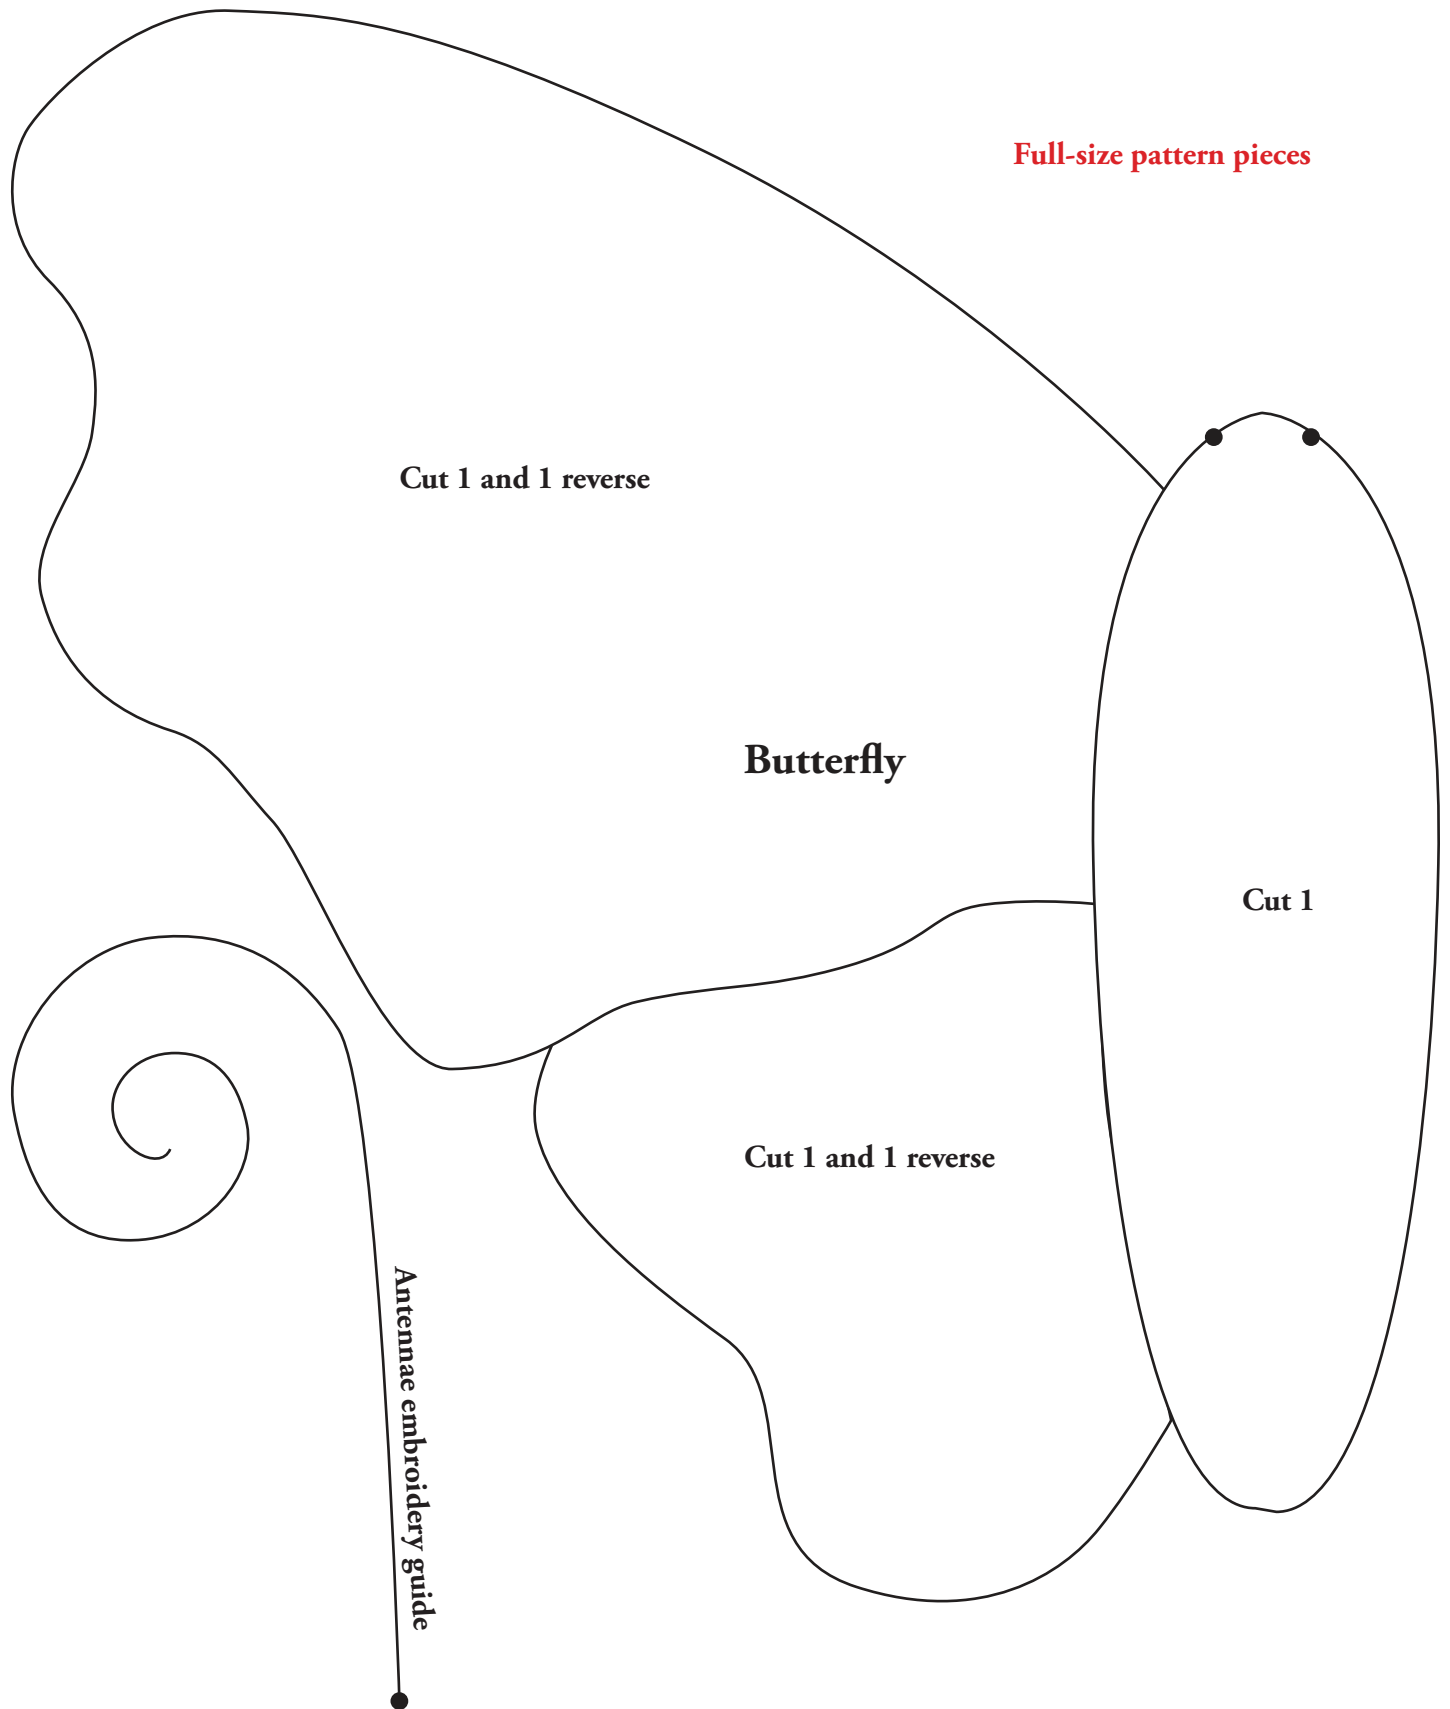 Full-size pattern pieces
Cut 1 and 1 reverse
Butterfly
Cut 1
Cut 1 and 1 reverse
Antennae embroidery guide